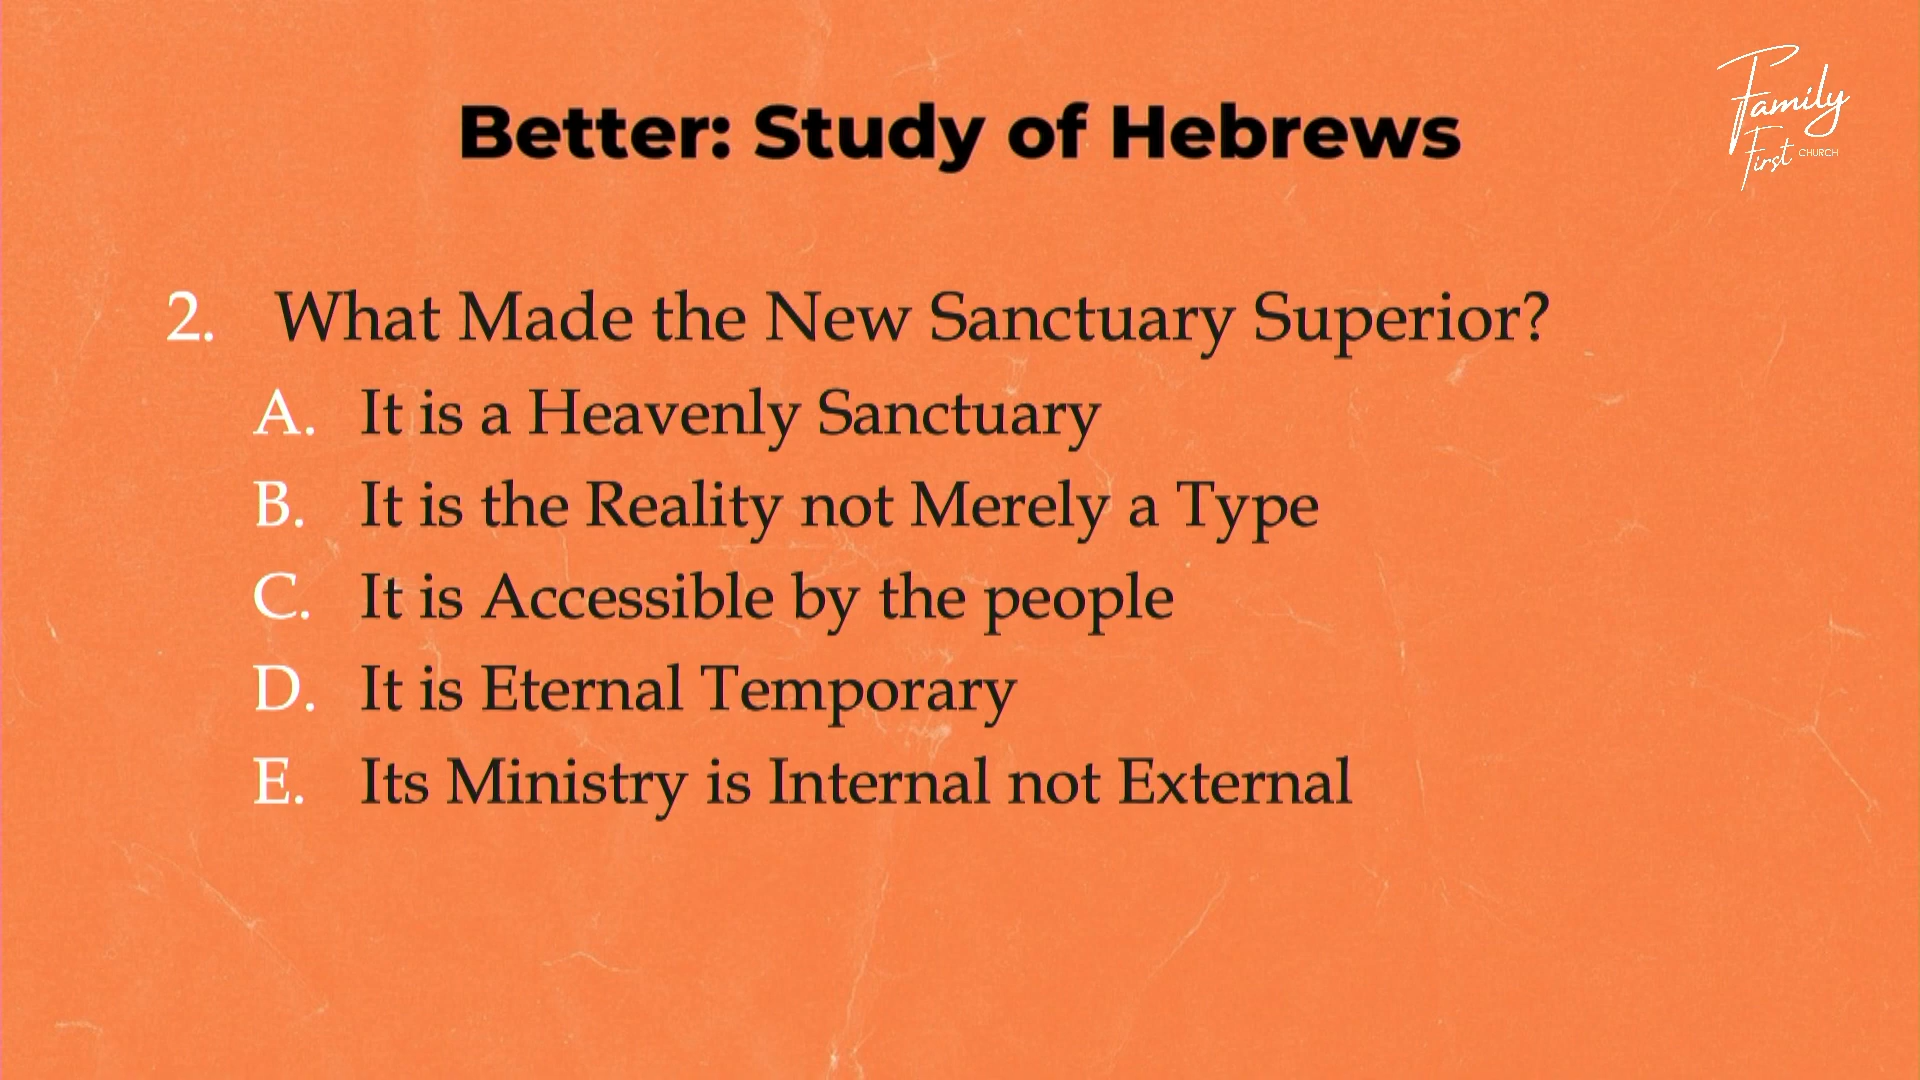 Better: Study of Hebrews
Family
First CHURCH
2. What Made the New Sanctuary Superior?
A. It is a Heavenly Sanctuary
B. It is the Reality not Merely a Type
C. It is Accessible by the people
D. It is Eternal Temporary
E. Its Ministry is Internal not External